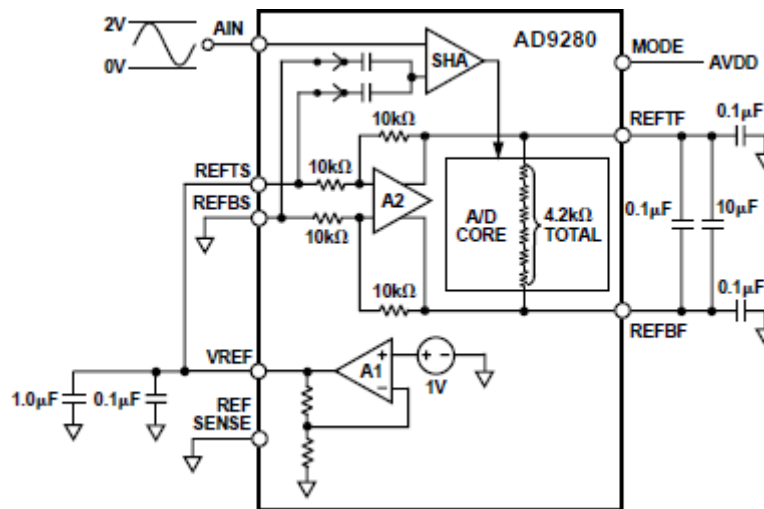 2V
0V
AIN
AD9280
SHA
MODE
AVDD
0.1µF
10kΩ
REFTF
REFTS
10kΩ
A2
REFBS
10kΩ
A/D
CORE
4.2kΩ
TOTAL
0.1µF
10µF
10kΩ
0.1µF
REFBF
VREF
A1
+
−
+ −
1V
1.0µF
0.1µF
REF
SENSE